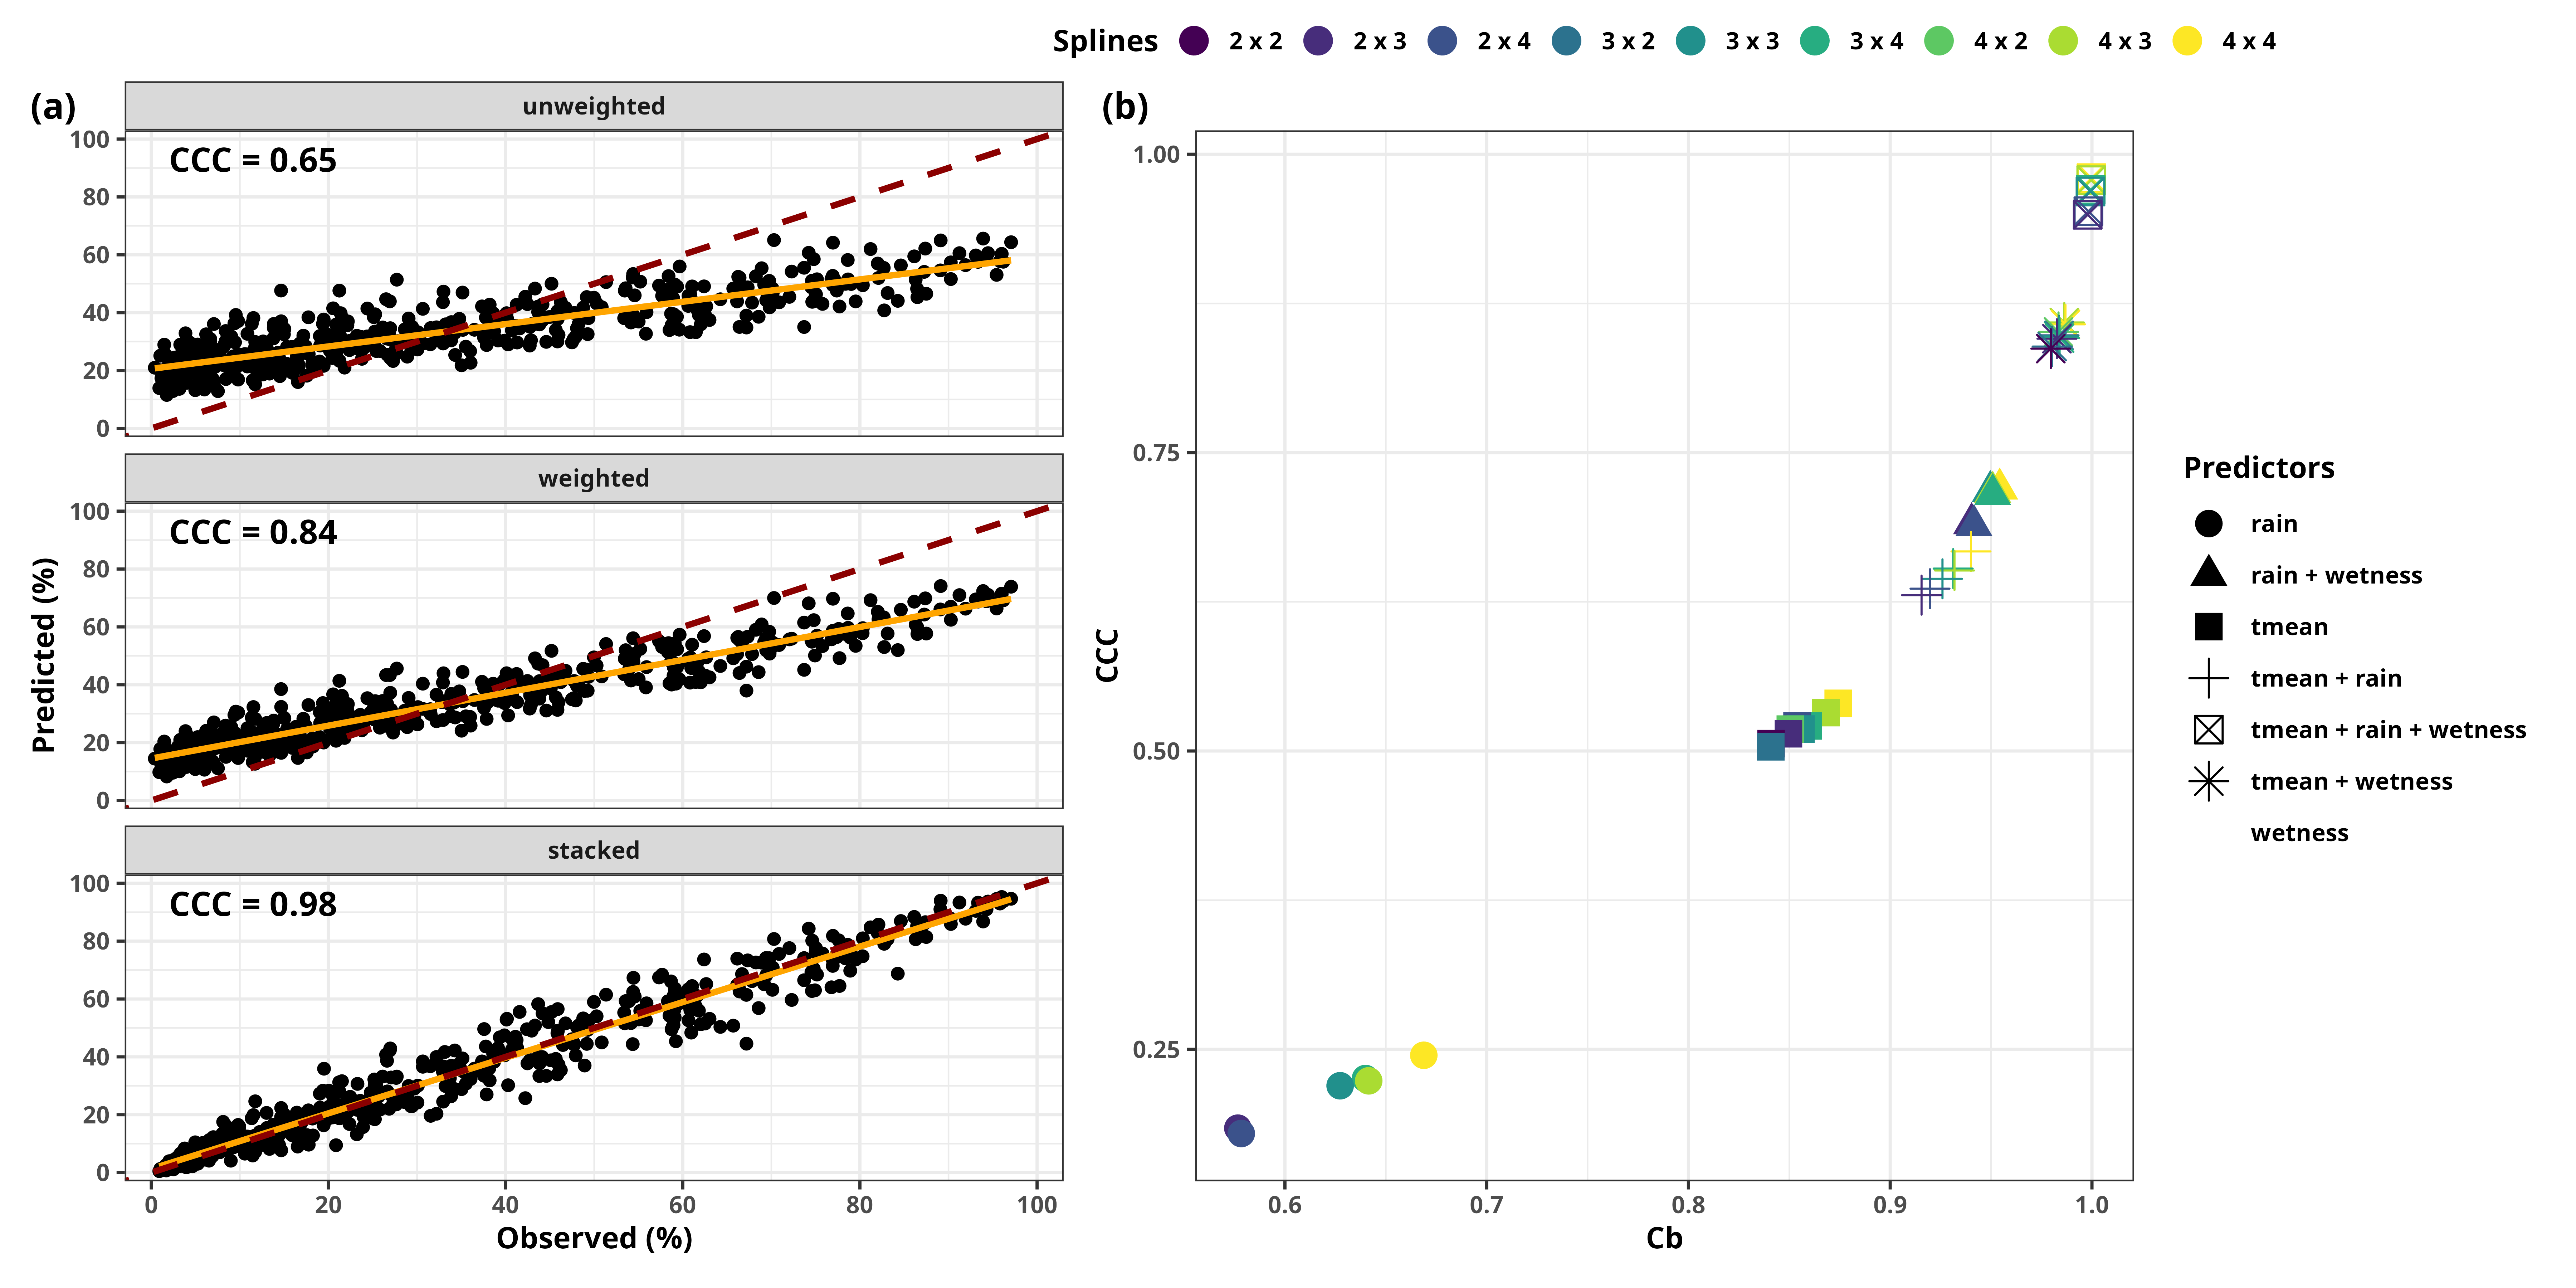 Splines 2 x 2 2 x 3 2 x 4 3 x 2 3 x 3 3 x 4 4 x 2 4 x 3 4 x 4
(a)
unweighted
CCC = 0.65
100
80
60
40
20
0
weighted
CCC = 0.84
100
80
60
40
20
0
stacked
CCC = 0.98
100
80
60
40
20
0
Predicted (%)
0 20 40 60 80 100
Observed (%)
(b)
1.00
0.75
0.50
0.25
CCC
0.6 0.7 0.8 0.9 1.0
Cb
Predictors
rain
rain + wetness
tmean
tmean + rain
tmean + rain + wetness
tmean + wetness
wetness